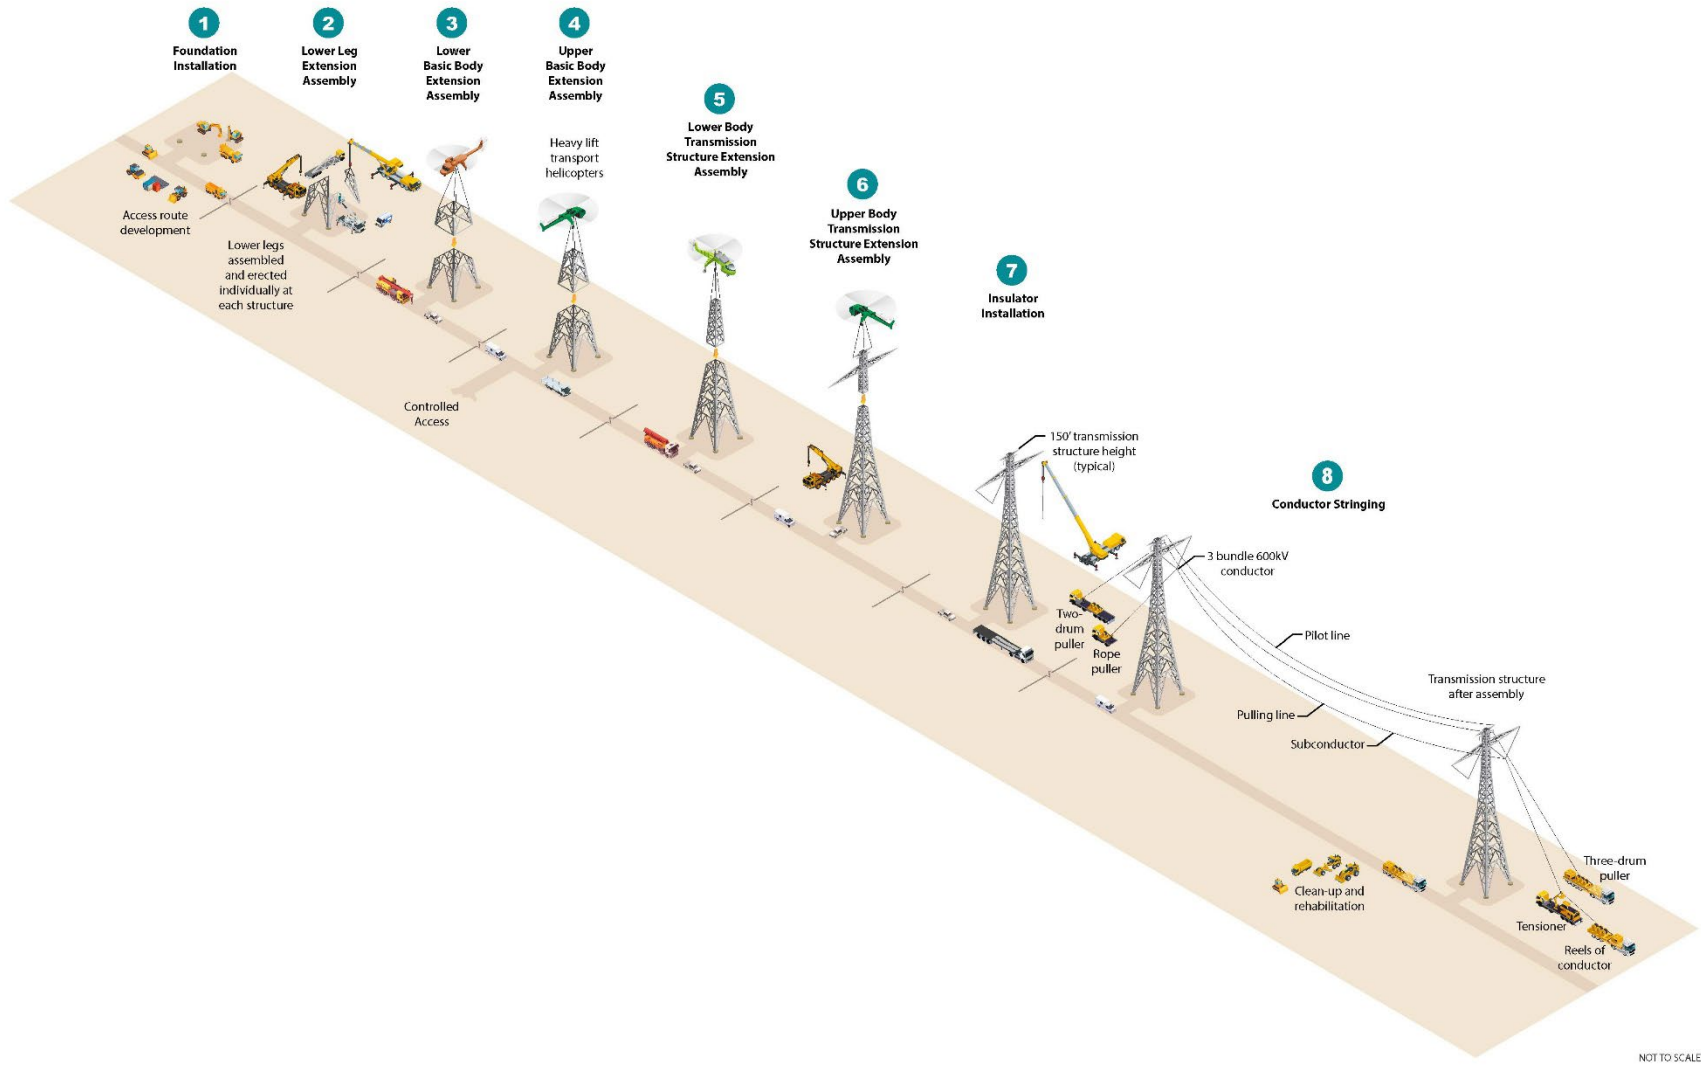 1
Foundation
Installation
2
Lower Leg
Extension
Assembly
3
Lower
Basic Body
Extension
Assembly
4
Upper
Basic Body
Extension
Assembly
5
Lower Body
Transmission
Structure Extension
Assembly
6
Upper Body
Transmission
Structure Extension
Assembly
7
Insulator
Installation
8
Conductor Stringing
Heavy lift
transport
helicopters
Access route
development
Lower legs
assembled
and erected
individually at
each structure
Controlled
Access
150' transmission
structure height
(typical)
3 bundle 600kV
conductor
Two-
drum
puller
Rope
puller
Pilot line
Pulling line
Subconductor
Transmission structure
after assembly
Clean-up and
rehabilitation
Three-drum
puller
Tensioner
Reels of
conductor
NOT TO SCALE